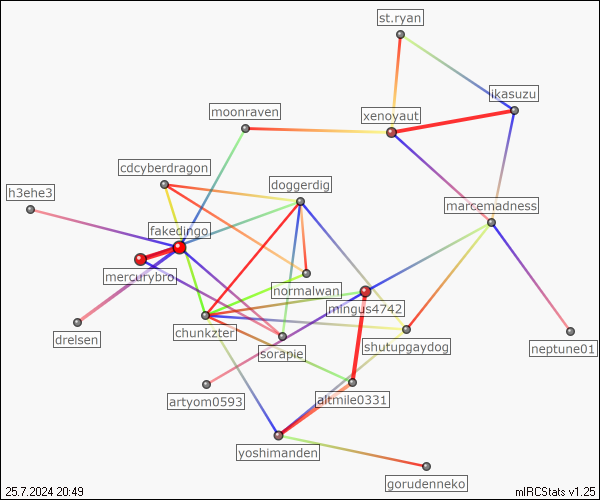 st.ryan
ikasuzu
moonraven
xenoyaut
cdcyberdragon
doggerdig
h3ehe3
marcemadness
fakedingo
mercurybro
normalwan
mingus4742
chunkzter
drelsen
sorapie
shutupgaydog
neptune01
artyom0593
altmile0331
yoshimanden
gorudenneko
25.7.2024 20:49
mIRCStats v1.25